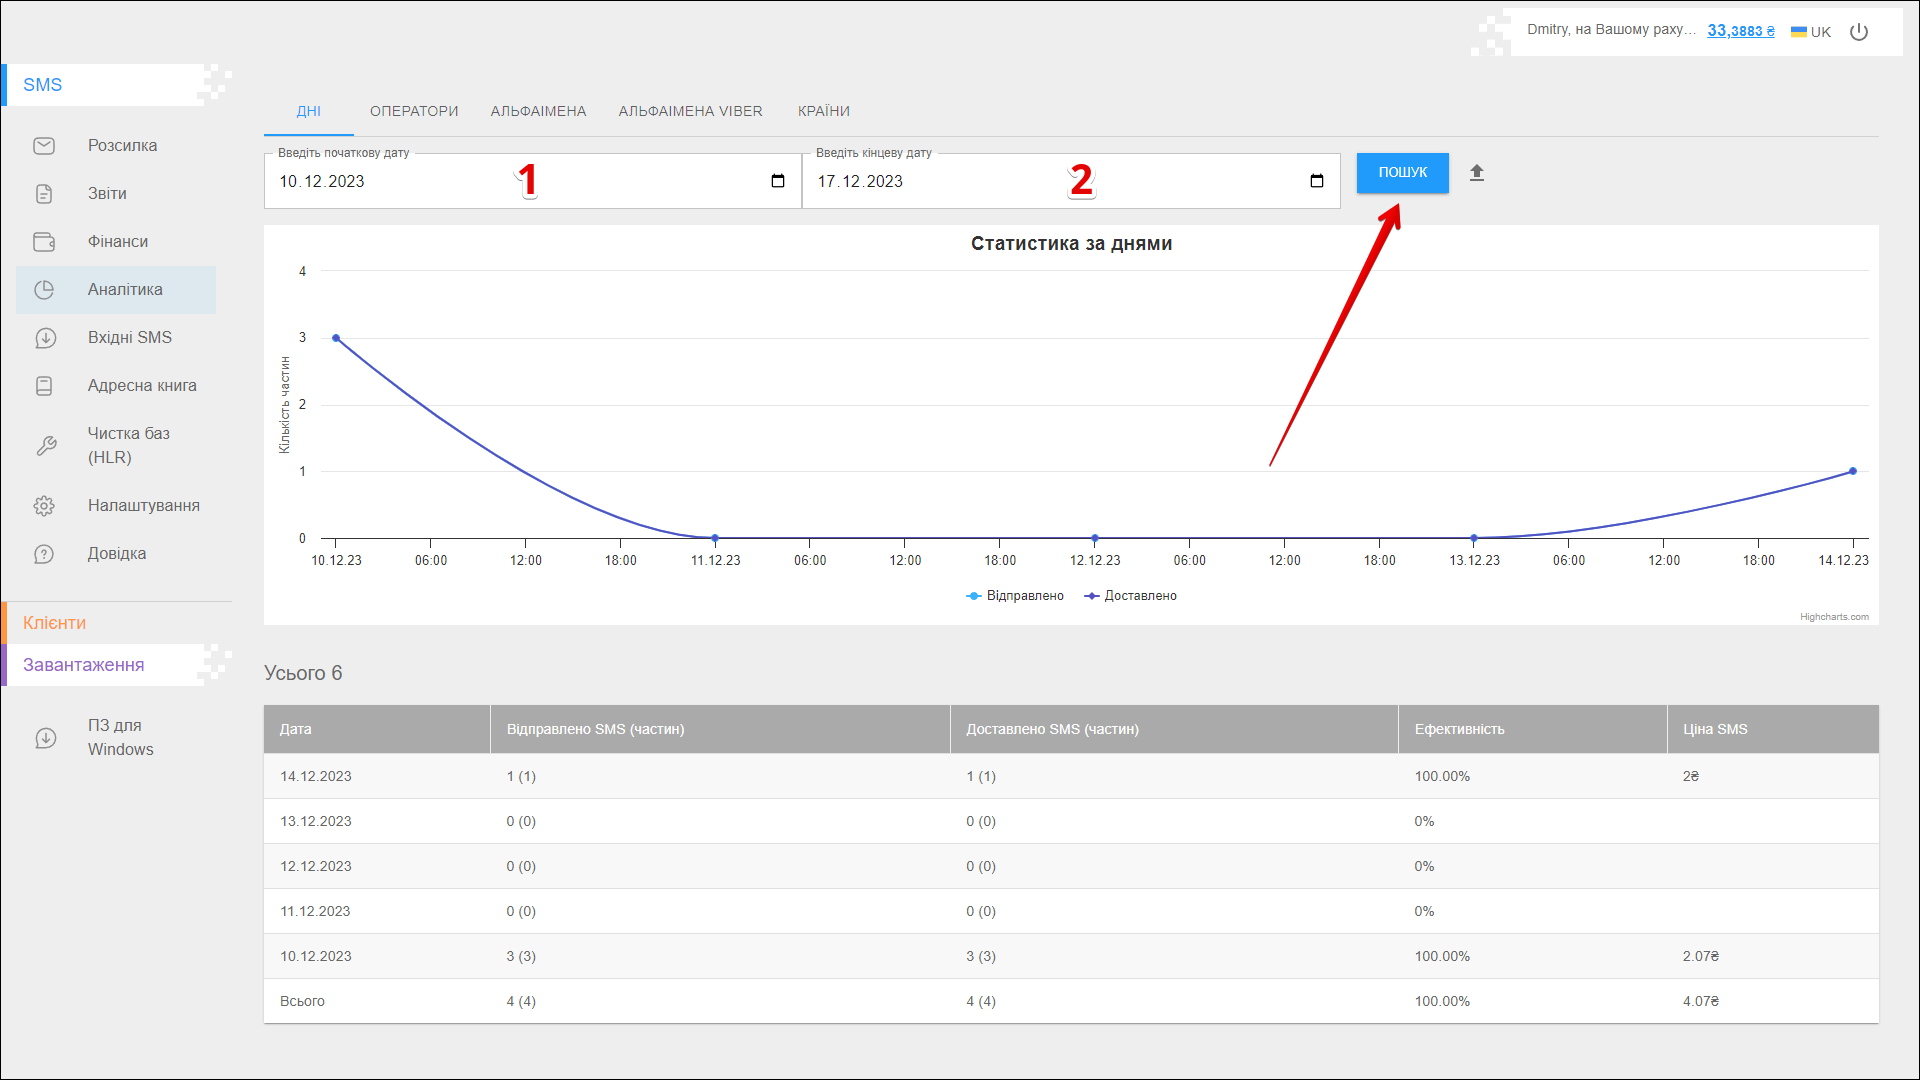 Dmitry, на Вашому раху...
33,3883 ₴
UK
SMS
Розсилка
Звіти
Фінанси
Аналітика
Вхідні SMS
Адресна книга
Чистка баз
(HLR)
Налаштування
Довідка
Клієнти
Завантаження
ПЗ для
Windows
ДНІ
ОПЕРАТОРИ
АЛЬФАІМЕНА
АЛЬФАІМЕНА VIBER
КРАЇНИ
Введіть початкову дату
10.12.2023
1
Введіть кінцеву дату
17.12.2023
2
ПОШУК
Статистика за днями
Кількість частин
4
3
2
1
0
10.12.23 06:00 12:00 18:00 11.12.23 06:00 12:00 18:00 12.12.23 06:00 12:00 18:00 13.12.23 06:00 12:00 18:00 14.12.23
Відправлено Доставлено
Highcharts.com
Усього 6
Дата Відправлено SMS (частин) Доставлено SMS (частин) Ефективність Ціна SMS
14.12.2023 1 (1) 1 (1) 100.00% 2₴
13.12.2023 0 (0) 0 (0) 0%
12.12.2023 0 (0) 0 (0) 0%
11.12.2023 0 (0) 0 (0) 0%
10.12.2023 3 (3) 3 (3) 100.00% 2.07₴
Всього 4 (4) 4 (4) 100.00% 4.07₴